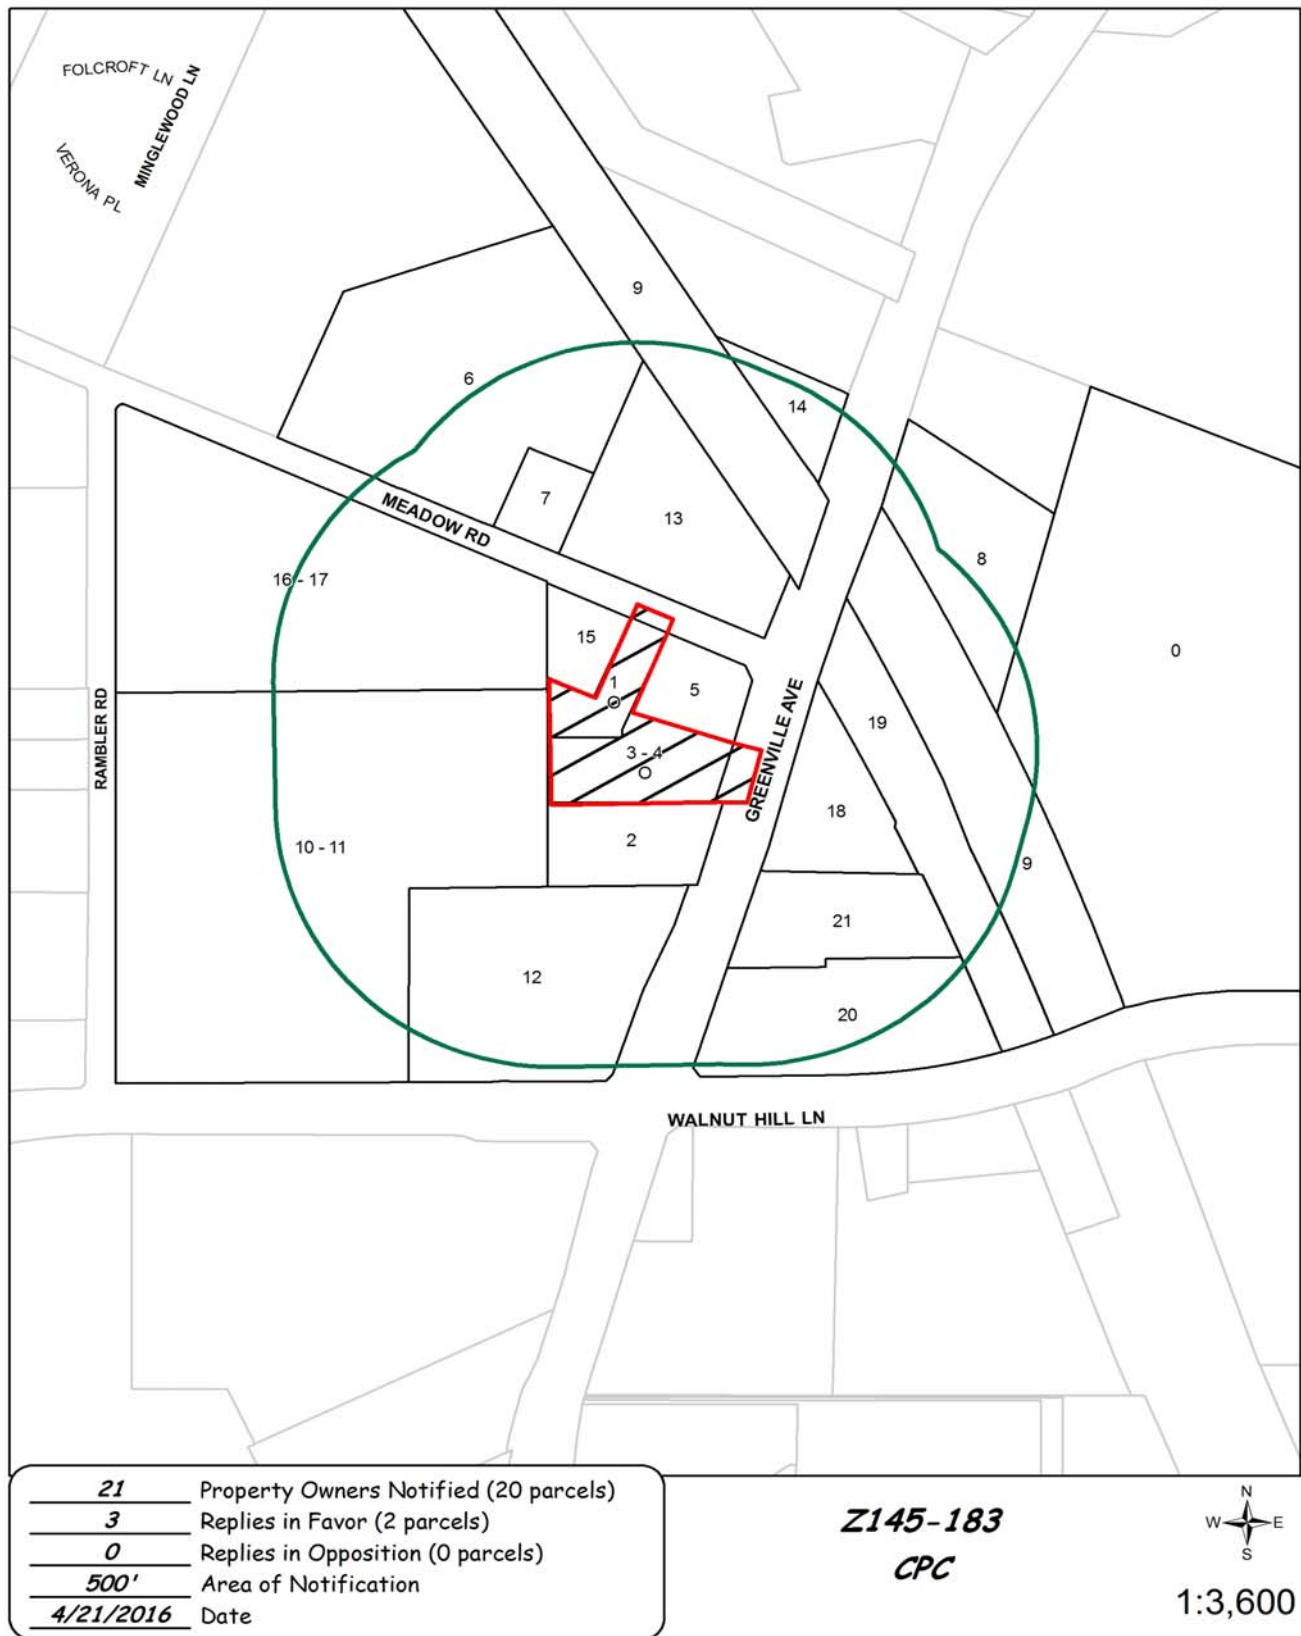 FOLCROFT LN
MINGLEWOOD LN
VERONA PL
9
6
14
7
MEADOW RD
13
8
16 - 17
15
0
1
5
RAMBLER RD
GREENVILLE AVE
19
3 - 4
18
2
10 - 11
9
21
12
20
WALNUT HILL LN
21 Property Owners Notified (20 parcels)
3 Replies in Favor (2 parcels)
0 Replies in Opposition (0 parcels)
500' Area of Notification
4/21/2016 Date
Z145-183
CPC
N
W E
S
1:3,600